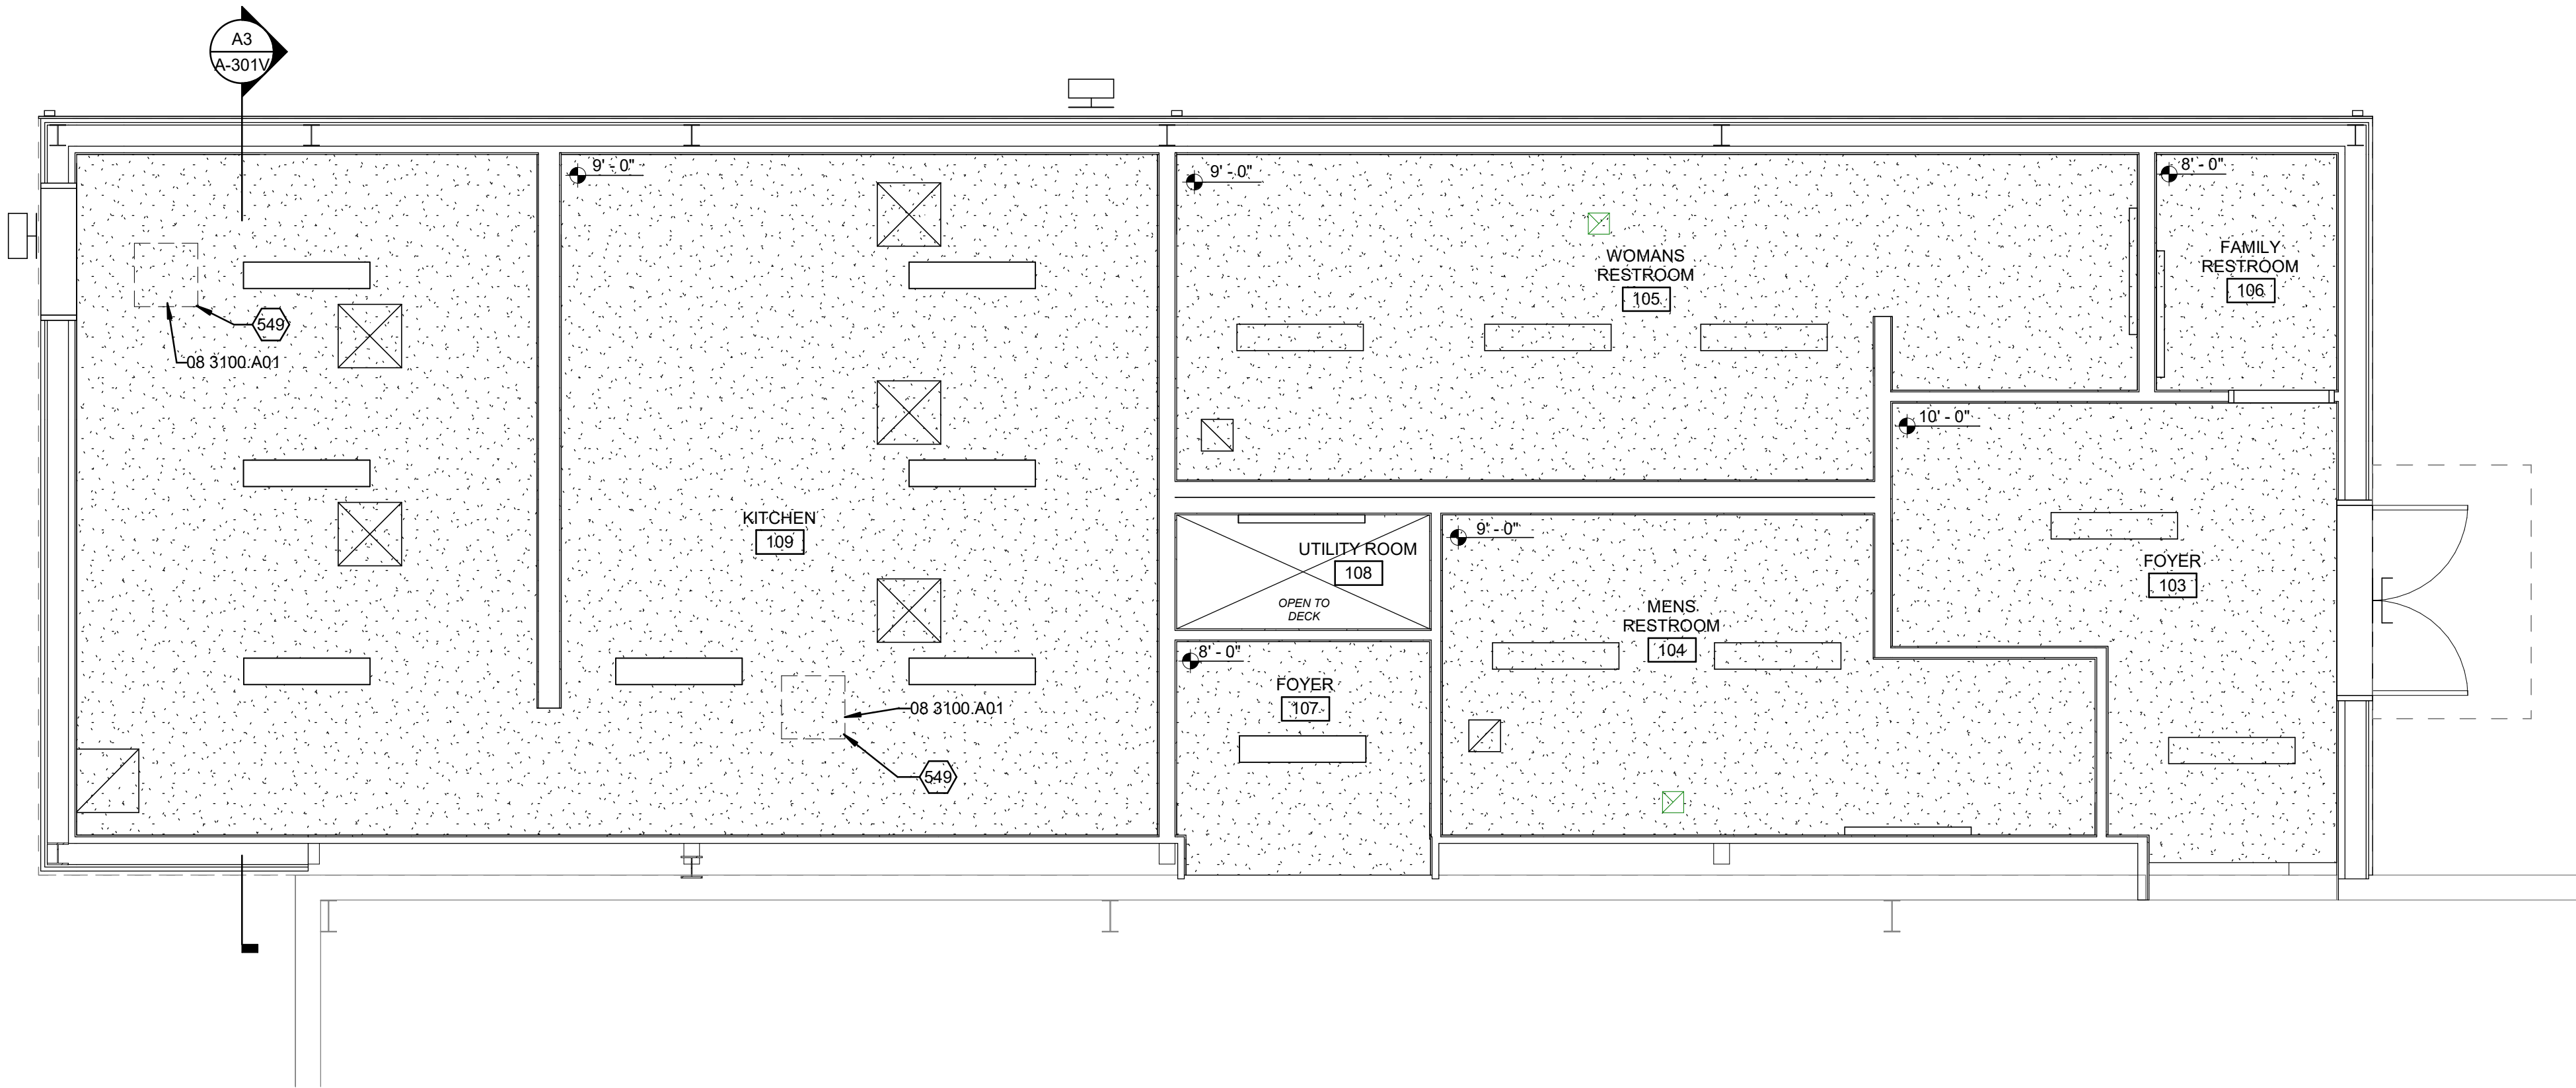 A3
A-301V
9' - 0"
9' - 0"
8' - 0"
WOMANS
RESTROOM
105
FAMILY
RESTROOM
106
549
08 3100.A01
10' - 0"
KITCHEN
109
UTILITY ROOM
108
OPEN TO
DECK
9' - 0"
FOYER
103
MENS
RESTROOM
104
8' - 0"
FOYER
107
08 3100.A01
549